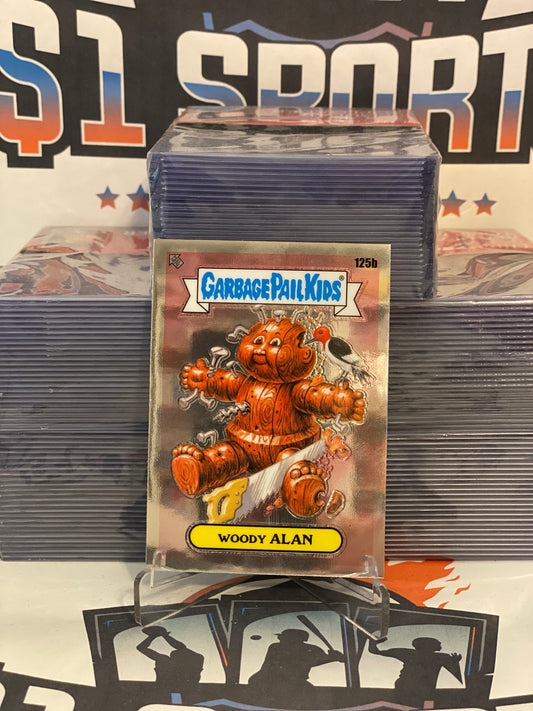 $1 SPORT
125b
GARBAGE PAIL KIDS®
WOODY ALAN